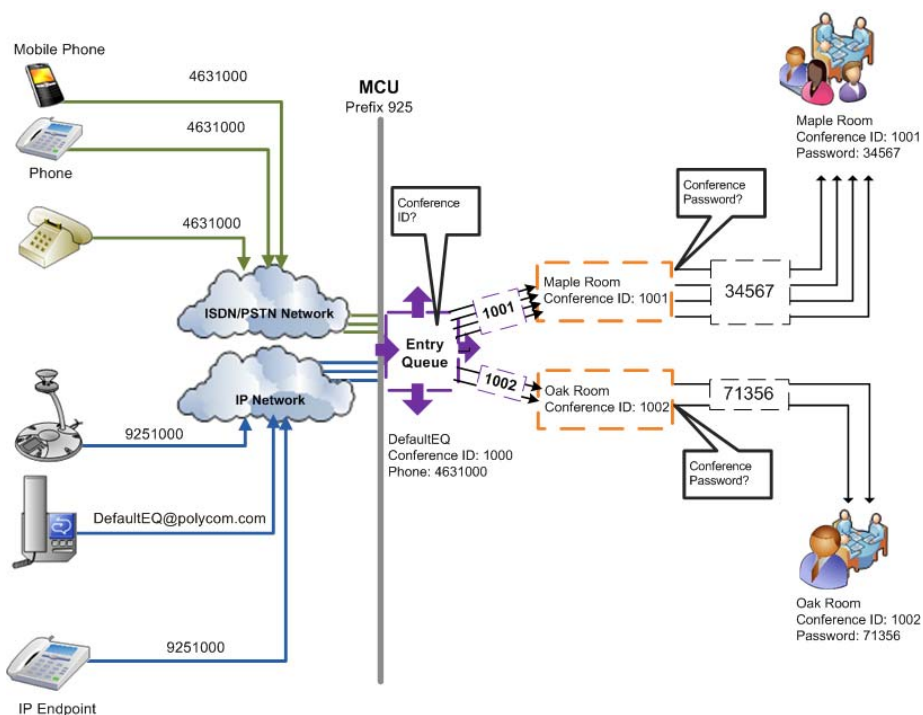 Mobile Phone
4631000
4631000
Phone
4631000
ISDN/PSTN Network
IP Network
9251000
DefaultEQ@polycom.com
9251000
IP Endpoint
MCU
Prefix 925
Conference
ID?
Entry
Queue
DefaultEQ
Conference ID: 1000
Phone: 4631000
1001
1002
Maple Room
Conference ID: 1001
Oak Room
Conference ID: 1002
Conference
Password?
Conference
Password?
34567
71356
Maple Room
Conference ID: 1001
Password: 34567
Oak Room
Conference ID: 1002
Password: 71356